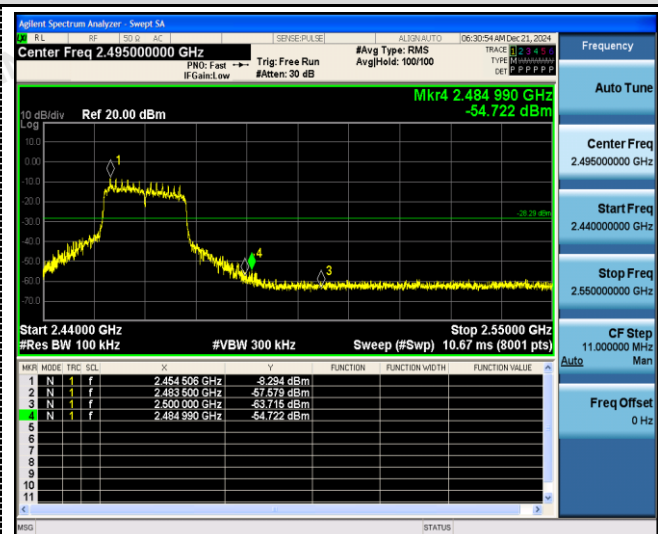 Agilent Spectrum Analyzer - Swept SA
RL RF 50 Ω AC SENSE:PULSE ALIGN AUTO 06:30:54 AM Dec 21, 2024
Center Freq 2.495000000 GHz #Avg Type: RMS TRACE 1 2 3 4 5 6
PNO: Fast Trig: Free Run Avg|Hold: 100/100 TYPE M
IFGain:Low #Atten: 30 dB DET P P P P P P
Mkr4 2.484 990 GHz
10 dB/div Ref 20.00 dBm -54.722 dBm
Log
10.0
0.00
-10.0
-20.0
-30.0
-40.0
-50.0
-60.0
-70.0
1
4
3
-28.29 dBm
Start 2.44000 GHz Stop 2.55000 GHz
#Res BW 100 kHz #VBW 300 kHz Sweep (#Swp) 10.67 ms (8001 pts)
MKR MODE TRC SCL X Y FUNCTION FUNCTION WIDTH FUNCTION VALUE
1 N 1 f 2.454 506 GHz -8.294 dBm
2 N 1 f 2.483 500 GHz -57.579 dBm
3 N 1 f 2.500 000 GHz -63.715 dBm
4 N 1 f 2.484 990 GHz -54.722 dBm
5
6
7
8
9
10
11
MSG STATUS
Frequency
Auto Tune
Center Freq
2.495000000 GHz
Start Freq
2.440000000 GHz
Stop Freq
2.550000000 GHz
CF Step
11.000000 MHz
Auto Man
Freq Offset
0 Hz